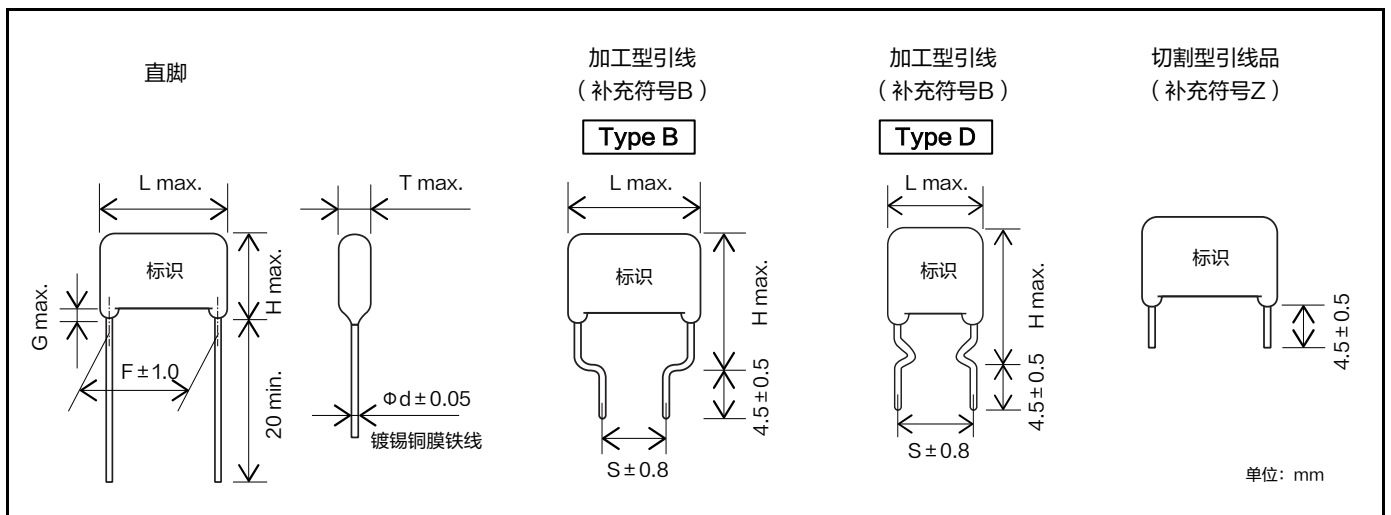 直脚
L max.
T max.
标识
H max.
G max.
F±1.0
20 min.
Φd±0.05
镀锡铜膜铁线
加工型引线
（补充符号B）
Type B
L max.
标识
H max.
4.5±0.5
S±0.8
加工型引线
（补充符号B）
Type D
L max.
标识
H max.
4.5±0.5
S±0.8
切割型引线品
（补充符号Z）
标识
4.5±0.5
单位：mm